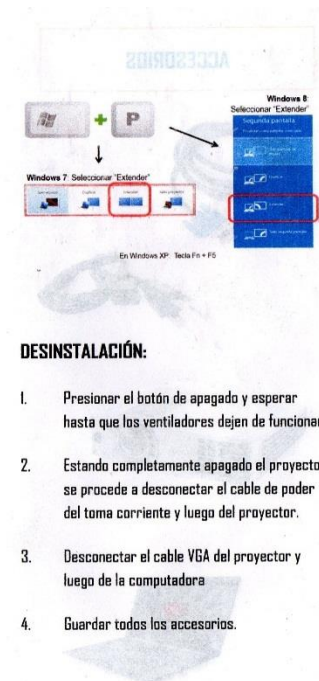 Windows 8:
Seleccionar "Extender"
Segunda pantalla
P
Windows 7: Seleccionar "Extender"
Duplicar
Extender
En Windows XP: Tecla Fn + F5
DESINSTALACIÓN:
1. Presionar el botón de apagado y esperar
hasta que los ventiladores dejen de funcionar
2. Estando completamente apagado el proyecto
se procede a desconectar el cable de poder
del toma corriente y luego del proyector.
3. Desconectar el cable VGA del proyector y
luego de la computadora
4. Guardar todos los accesorios.